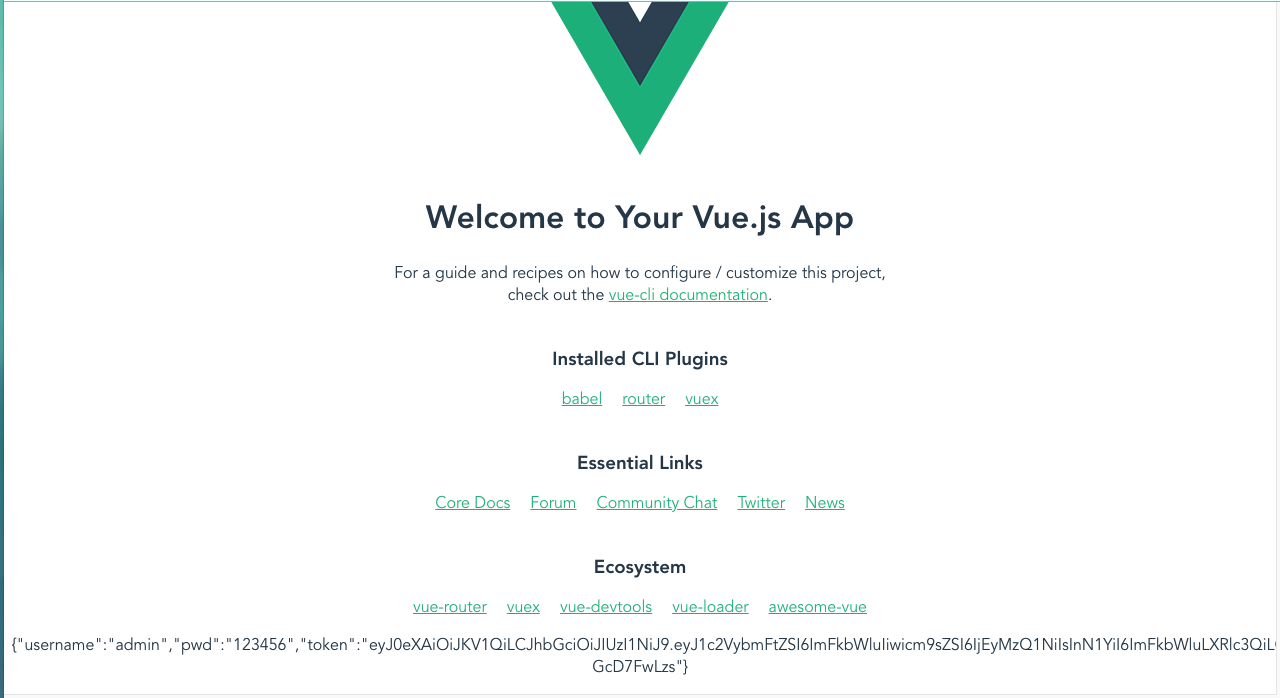 Welcome to Your Vue.js App
For a guide and recipes on how to configure / customize this project,
check out the vue-cli documentation.
Installed CLI Plugins
babel router vuex
Essential Links
Core Docs Forum Community Chat Twitter News
Ecosystem
vue-router vuex vue-devtools vue-loader awesome-vue
{"username":"admin","pwd":"123456","token":"eyJ0eXAiOiJKV1QiLCJhbGciOiJIUzI1NiJ9.eyJ1c2VybmFtZSI6ImFkbWluIiwicm9sZSI6IjEyMzQ1NiIsInN1YiI6ImFkbWluLXRlc3QiL
GcD7FwLzs"}